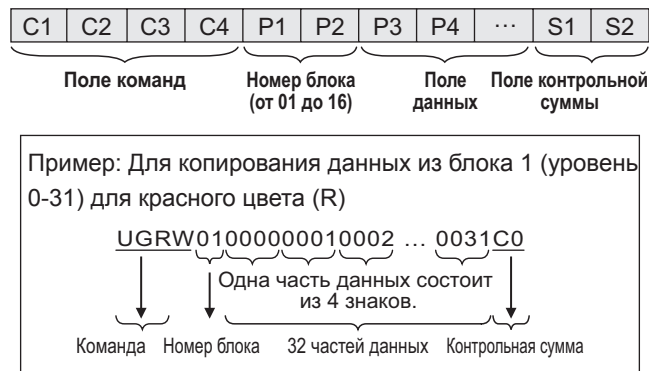 C1 C2 C3 C4 P1 P2 P3 P4 ··· S1 S2
Поле команд Номер блока (от 01 до 16) Поле данных Поле контрольной суммы
Пример: Для копирования данных из блока 1 (уровень
0-31) для красного цвета (R)
UGRW01000000010002 ... 0031C0
Одна часть данных состоит
из 4 знаков.
Команда Номер блока 32 частей данных Контрольная сумма